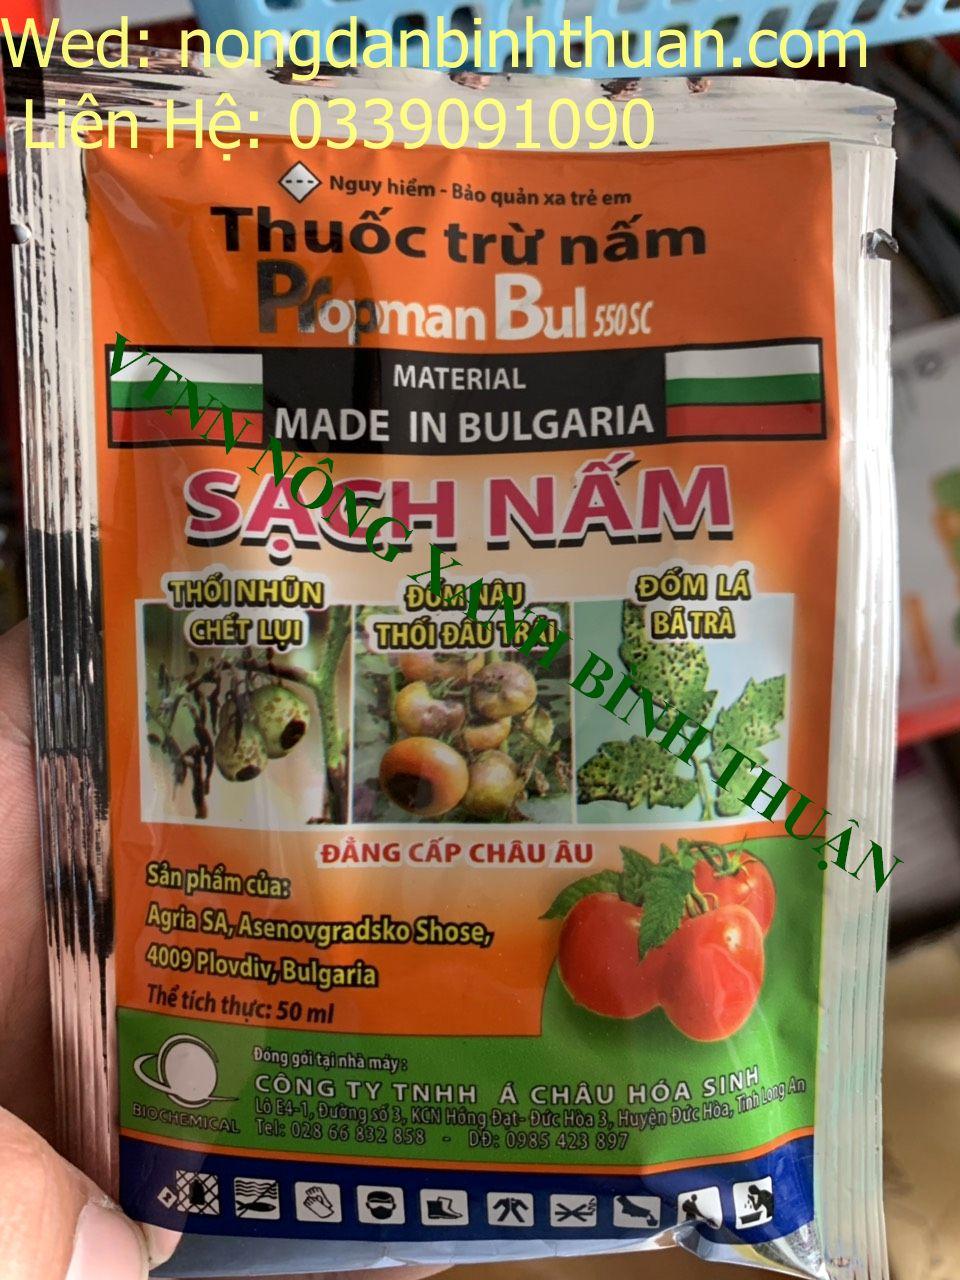 Wed: nongdanbinhthuan.com
Liên Hệ: 0339091090
Nguy hiểm - Bảo quản xa trẻ em
Thuốc trừ nấm
Propman Bul 550SC
MATERIAL
MADE IN BULGARIA
VTNN NÔNG XANH BÌNH THUẬN
SẠCH NẤM
THỐI NHŨN
CHẾT LỤI
ĐỐM NÂU
THỐI ĐẦU TRÁI
ĐỐM LÁ
BÃ TRÀ
ĐẲNG CẤP CHÂU ÂU
Sản phẩm của:
Agria SA, Asenovgradsko Shose,
4009 Plovdiv, Bulgaria
Thể tích thực: 50 ml
Đóng gói tại nhà máy:
CÔNG TY TNHH Á CHÂU HÓA SINH
Lô E4-1, Đường số 3, KCN Hồng Đạt- Đức Hòa 3, Huyện Đức Hòa, Tỉnh Long An
Tel: 028 66 832 858 - DĐ: 0985 423 897
BIOCHEMICAL